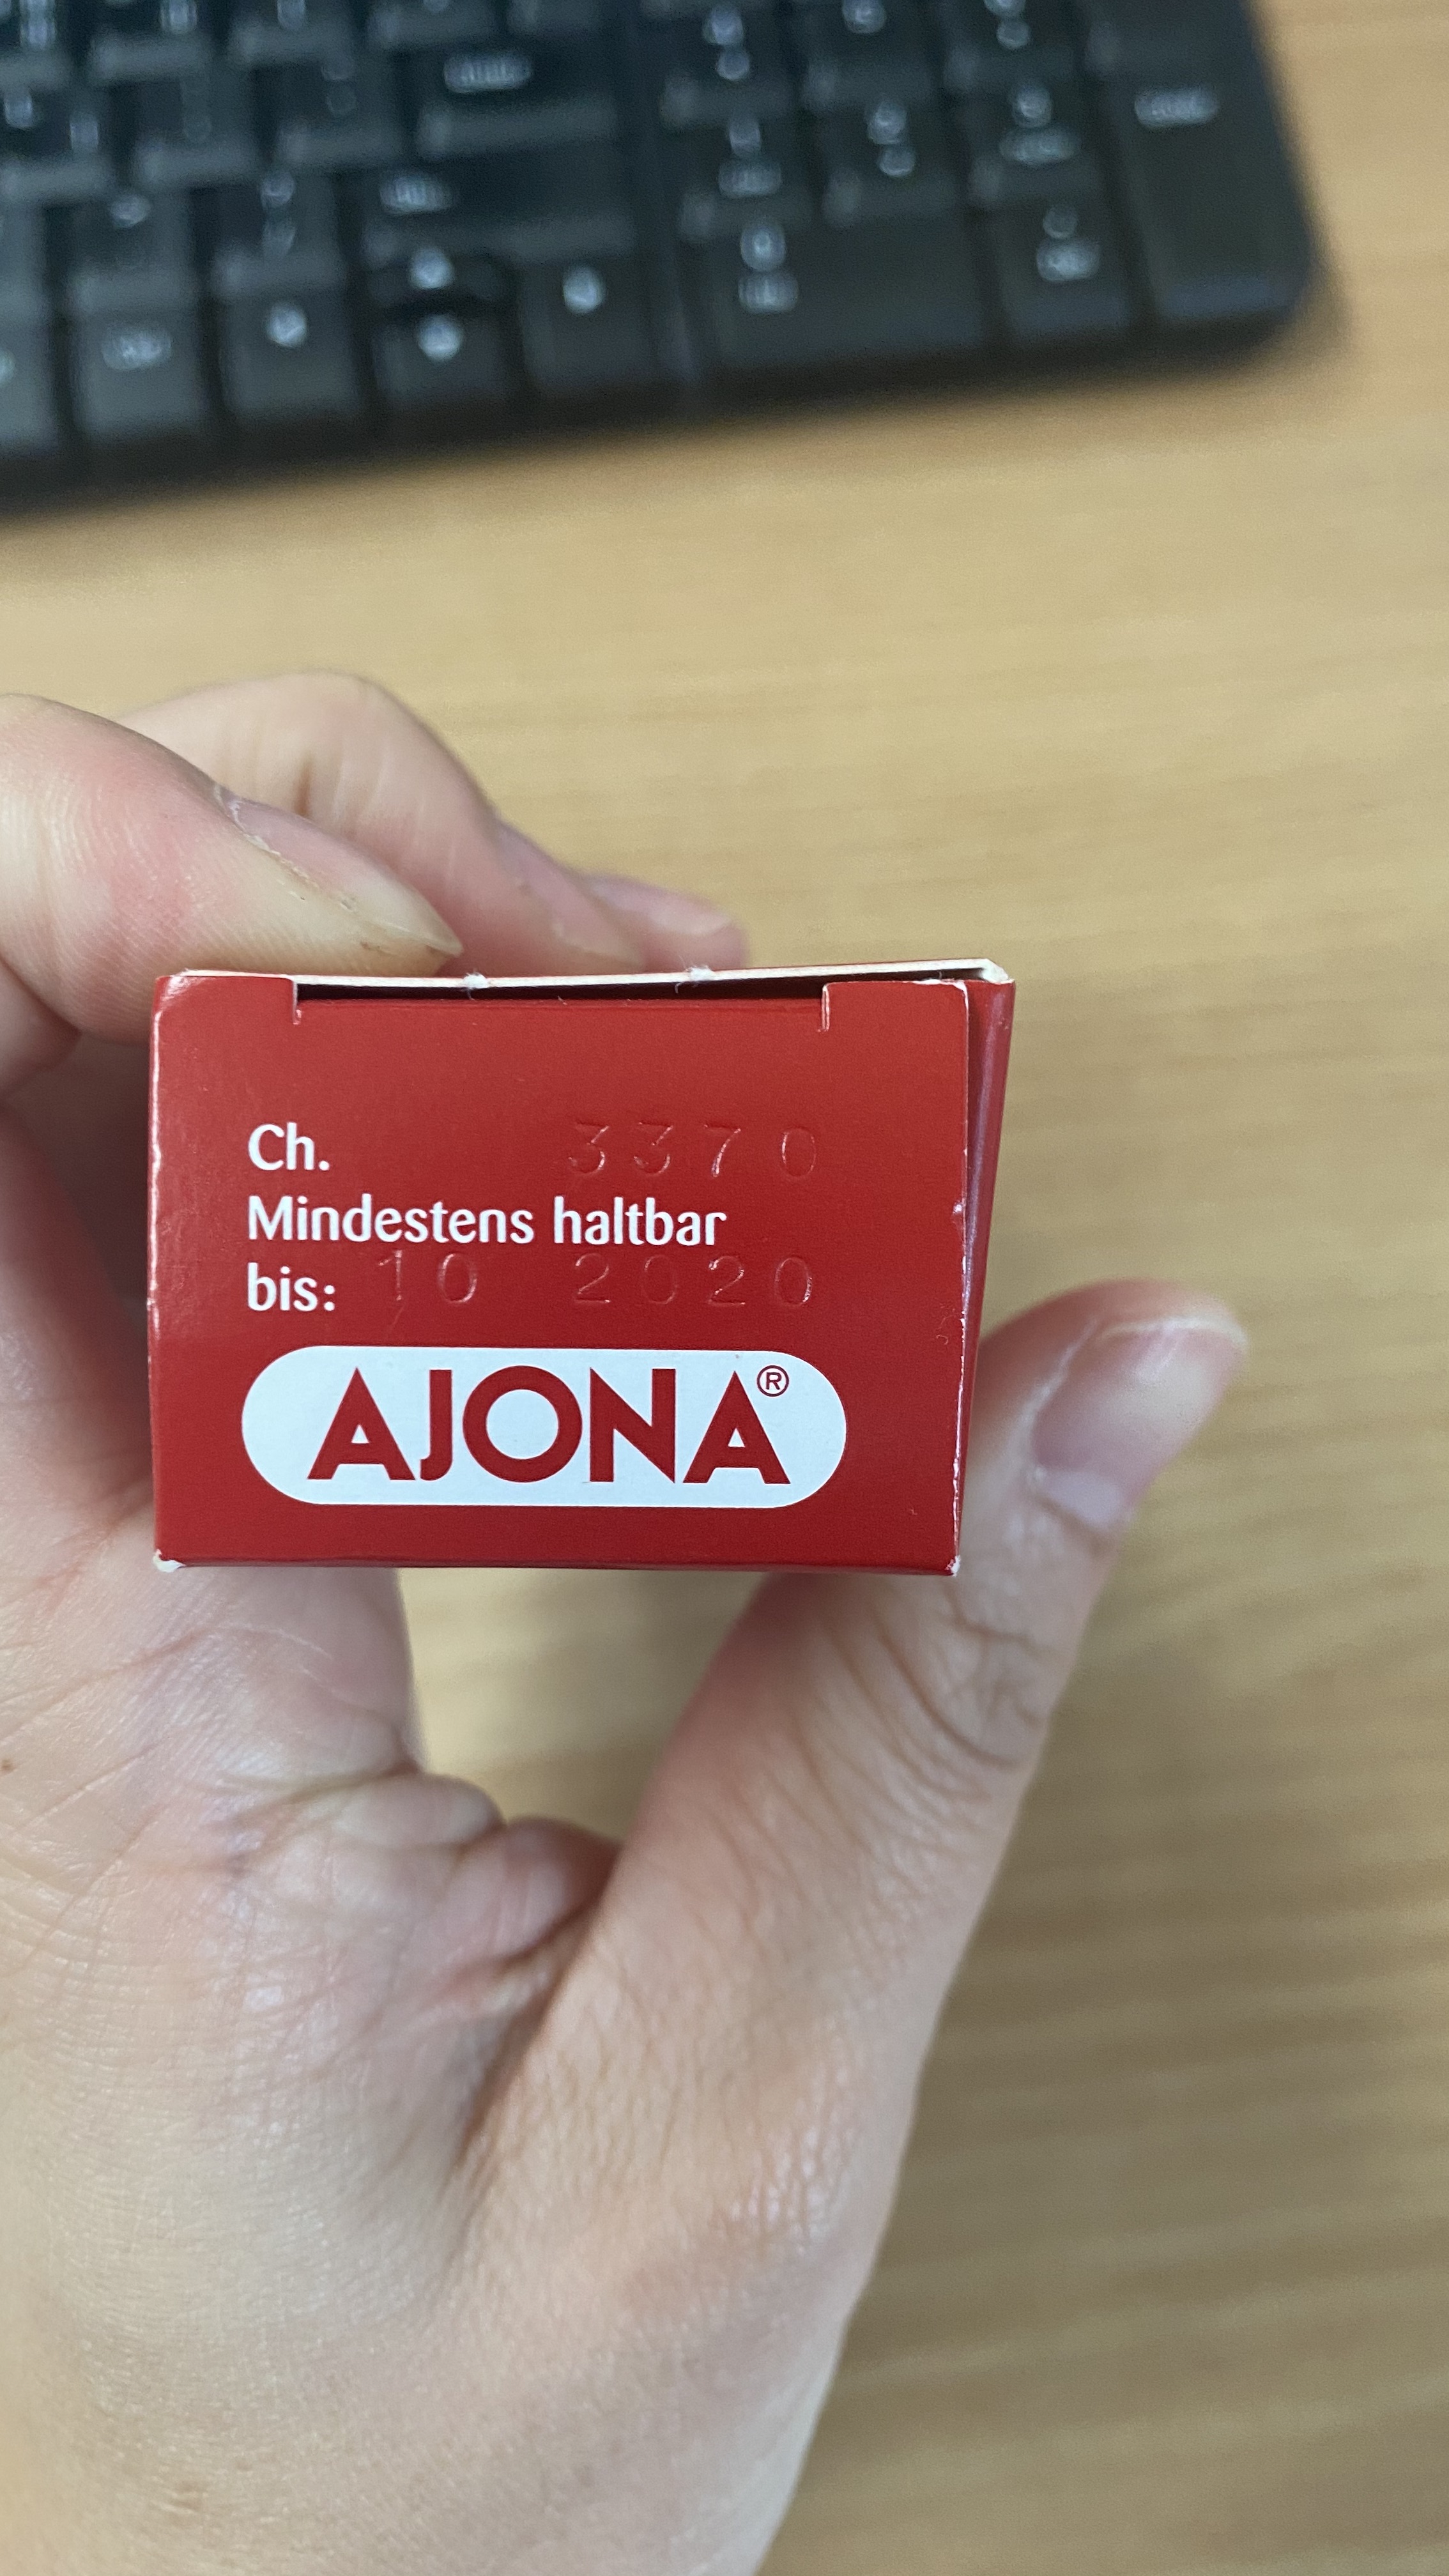 Ch. 3370
Mindestens haltbar
bis: 10 2020
AJONA®